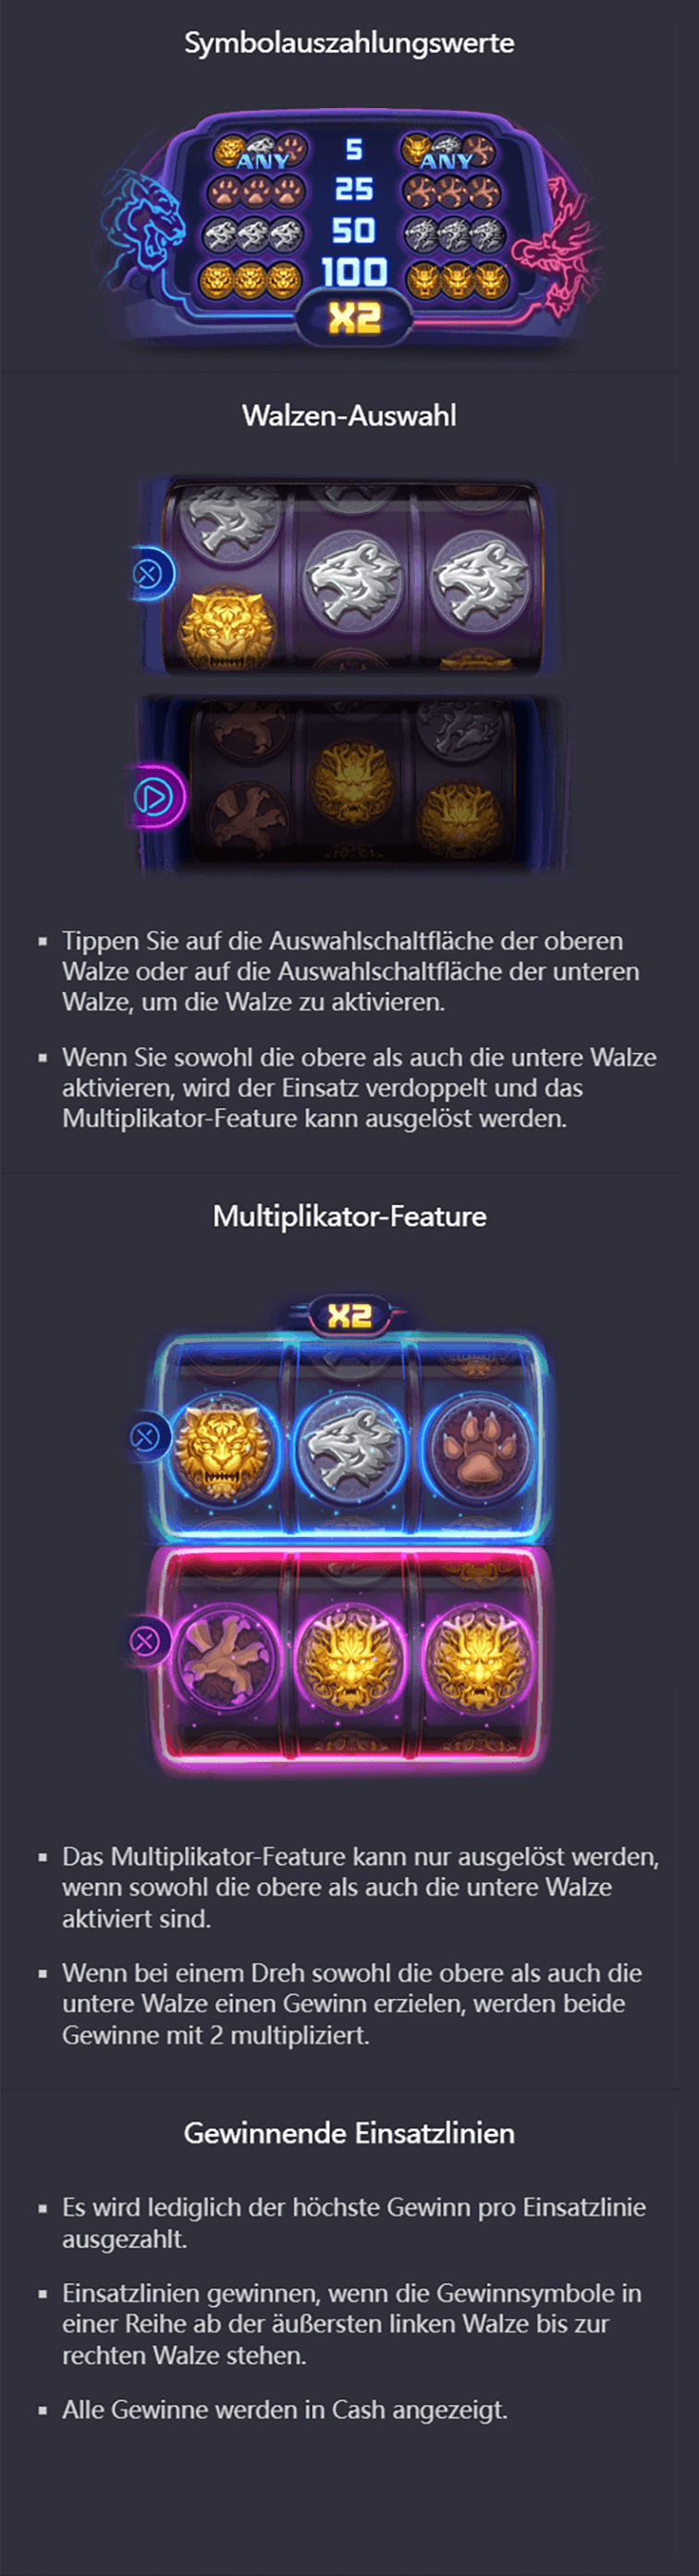 Symbolauszahlungswerte
ANY 5 ANY
25
50
100
X2
Walzen-Auswahl
▪ Tippen Sie auf die Auswahlschaltfläche der oberen
Walze oder auf die Auswahlschaltfläche der unteren
Walze, um die Walze zu aktivieren.
▪ Wenn Sie sowohl die obere als auch die untere Walze
aktivieren, wird der Einsatz verdoppelt und das
Multiplikator-Feature kann ausgelöst werden.
Multiplikator-Feature
X2
▪ Das Multiplikator-Feature kann nur ausgelöst werden,
wenn sowohl die obere als auch die untere Walze
aktiviert sind.
▪ Wenn bei einem Dreh sowohl die obere als auch die
untere Walze einen Gewinn erzielen, werden beide
Gewinne mit 2 multipliziert.
Gewinnende Einsatzlinien
▪ Es wird lediglich der höchste Gewinn pro Einsatzlinie
ausgezahlt.
▪ Einsatzlinien gewinnen, wenn die Gewinnsymbole in
einer Reihe ab der äußersten linken Walze bis zur
rechten Walze stehen.
▪ Alle Gewinne werden in Cash angezeigt.